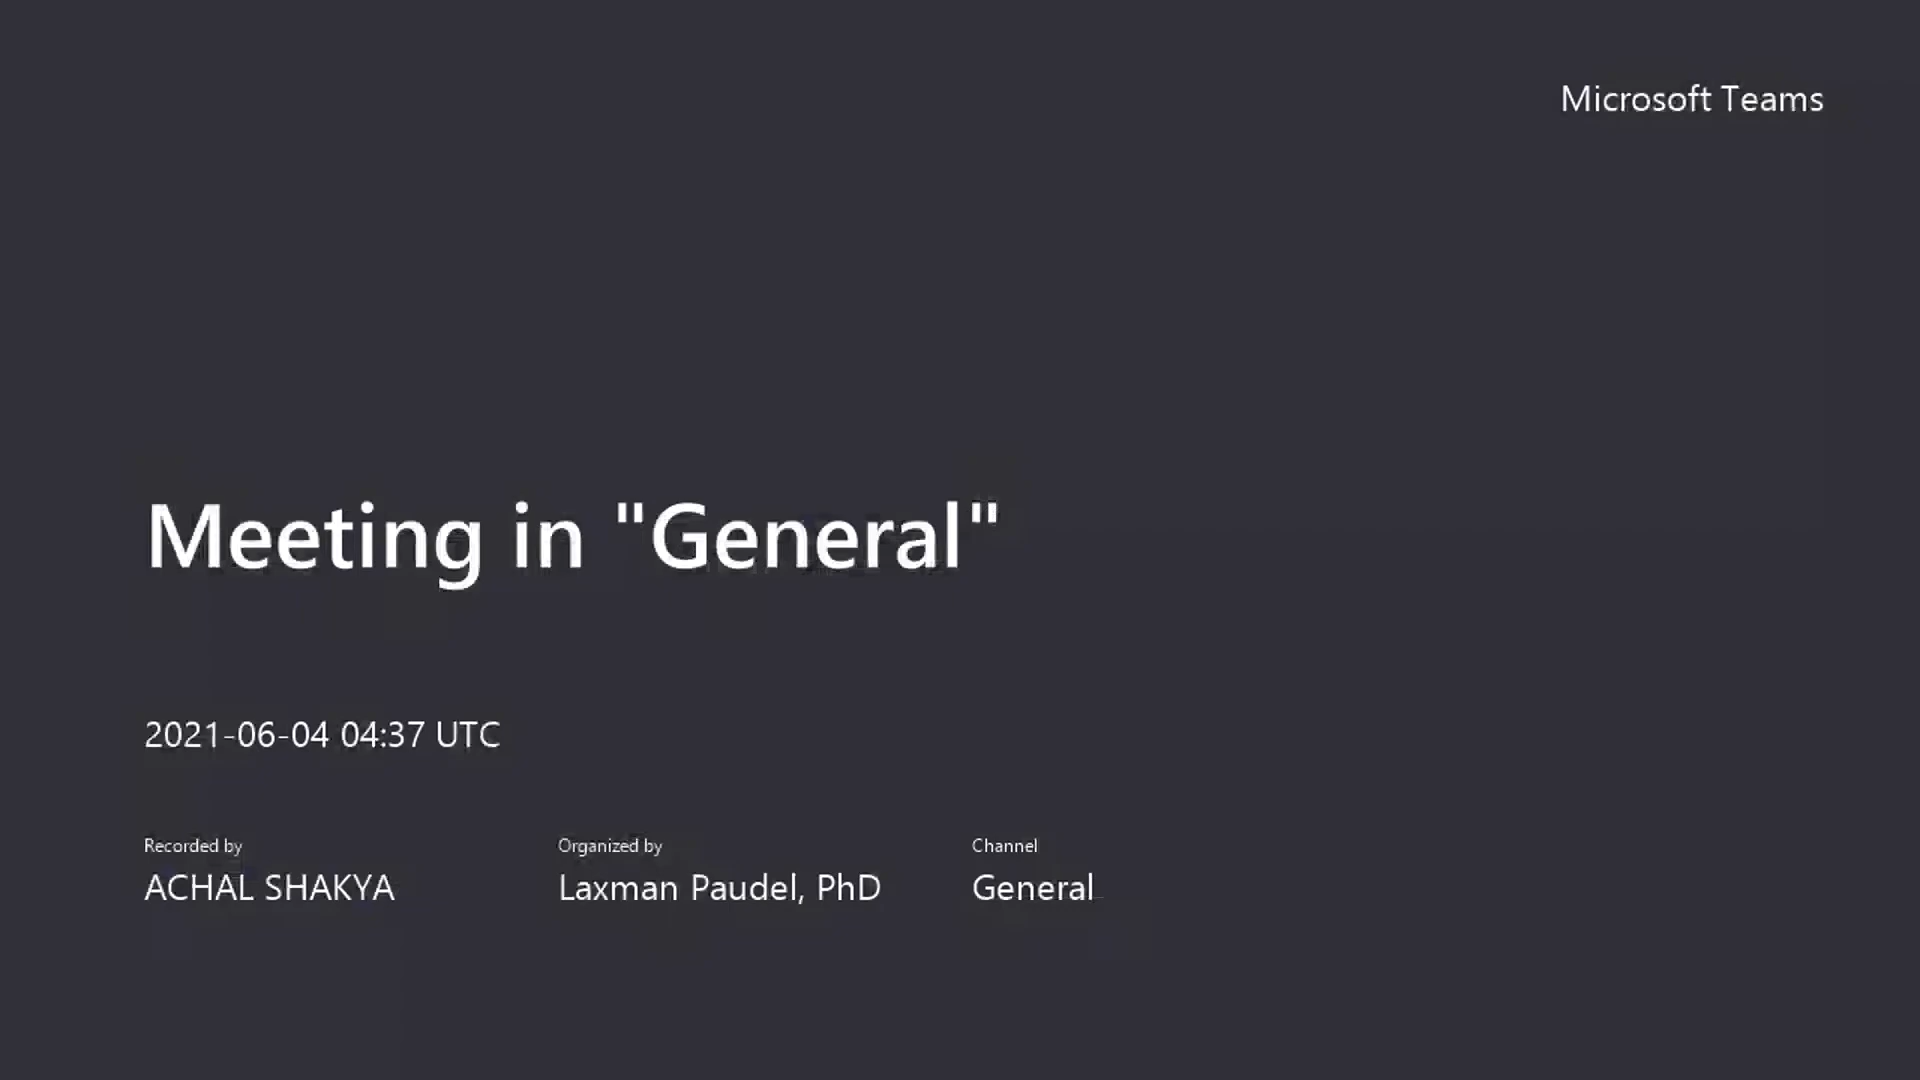 Microsoft Teams
Meeting in "General"
2021-06-04 04:37 UTC
Recorded by
ACHAL SHAKYA
Organized by
Laxman Paudel, PhD
Channel
General